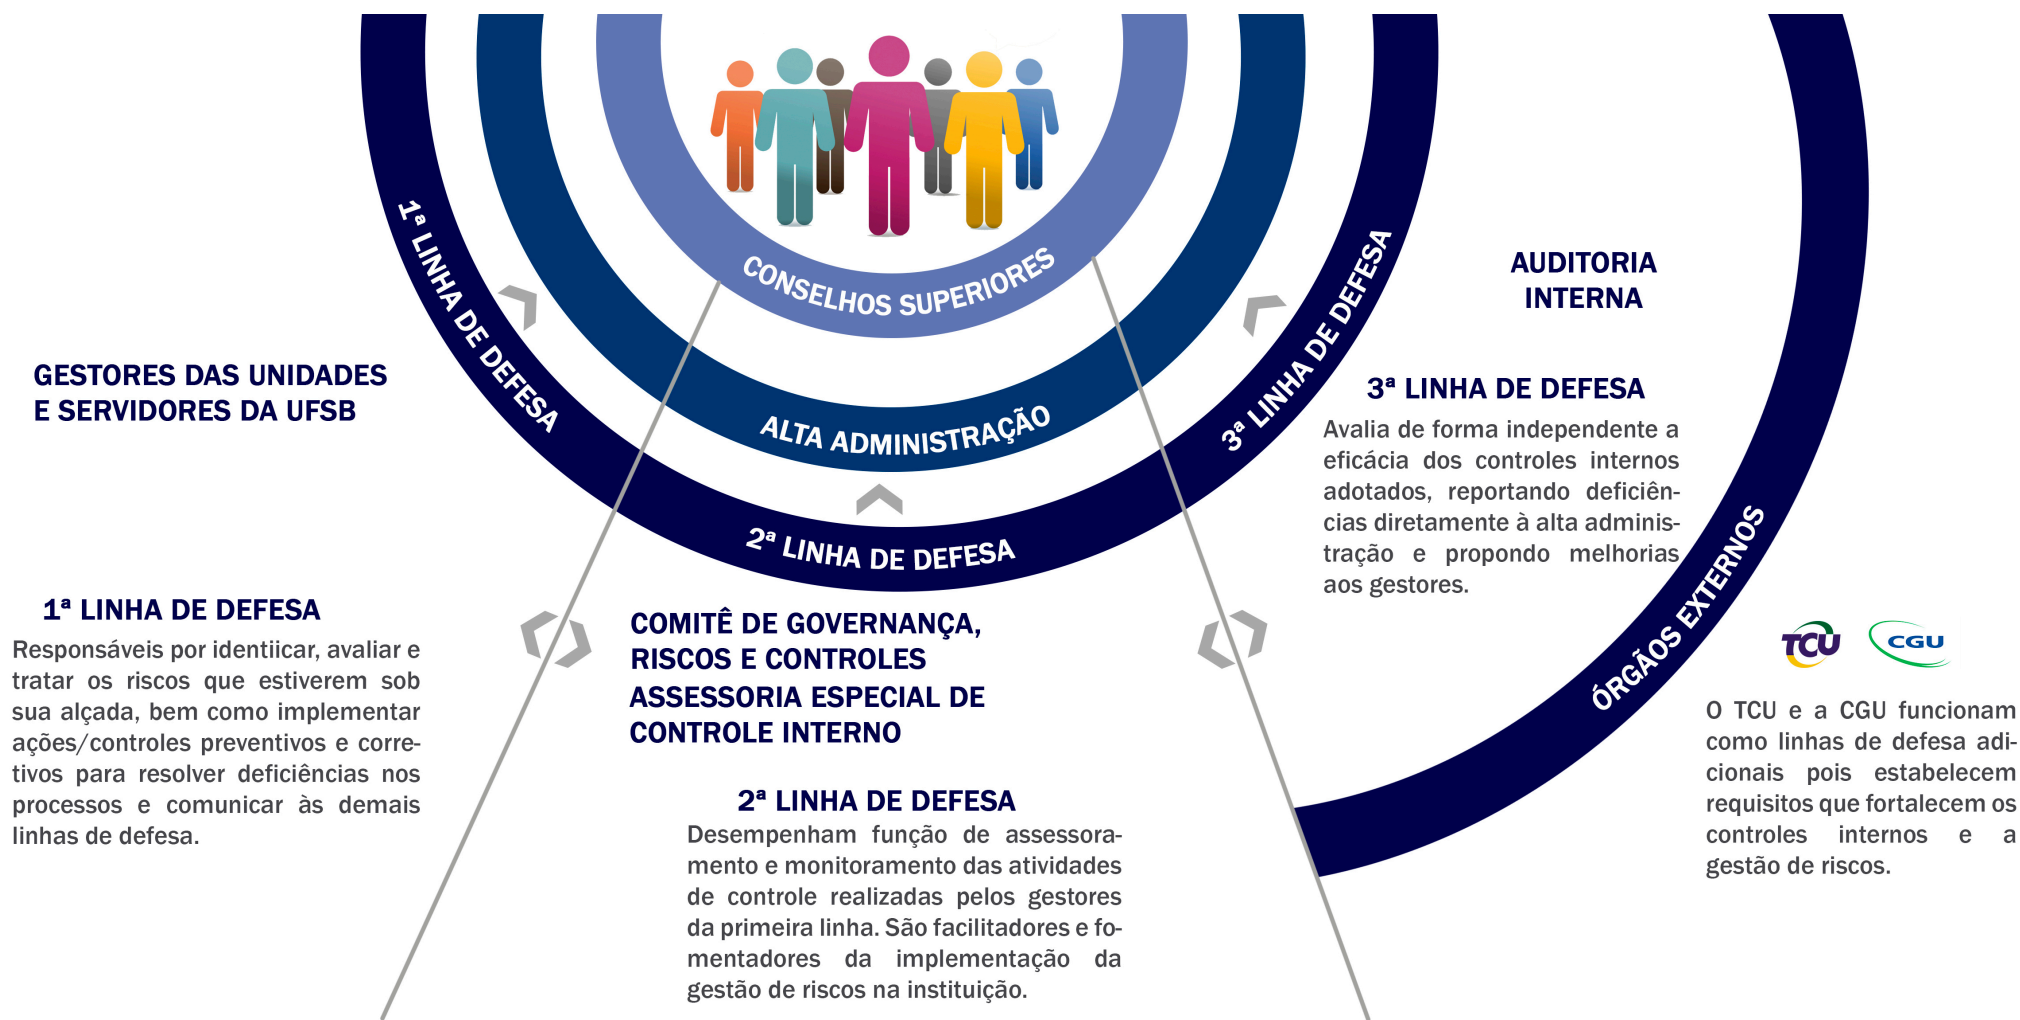 CONSELHOS SUPERIORES
ALTA ADMINISTRAÇÃO
1ª LINHA DE DEFESA
2ª LINHA DE DEFESA
3ª LINHA DE DEFESA
ÓRGÃOS EXTERNOS
GESTORES DAS UNIDADES
E SERVIDORES DA UFSB
1ª LINHA DE DEFESA
Responsáveis por identiicar, avaliar e
tratar os riscos que estiverem sob
sua alçada, bem como implementar
ações/controles preventivos e corre-
tivos para resolver deficiências nos
processos e comunicar às demais
linhas de defesa.
COMITÊ DE GOVERNANÇA,
RISCOS E CONTROLES
ASSESSORIA ESPECIAL DE
CONTROLE INTERNO
2ª LINHA DE DEFESA
Desempenham função de assessora-
mento e monitoramento das atividades
de controle realizadas pelos gestores
da primeira linha. São facilitadores e fo-
mentadores da implementação da
gestão de riscos na instituição.
AUDITORIA
INTERNA
3ª LINHA DE DEFESA
Avalia de forma independente a
eficácia dos controles internos
adotados, reportando deficiên-
cias diretamente à alta adminis-
tração e propondo melhorias
aos gestores.
TCU CGU
O TCU e a CGU funcionam
como linhas de defesa adi-
cionais pois estabelecem
requisitos que fortalecem os
controles internos e a
gestão de riscos.